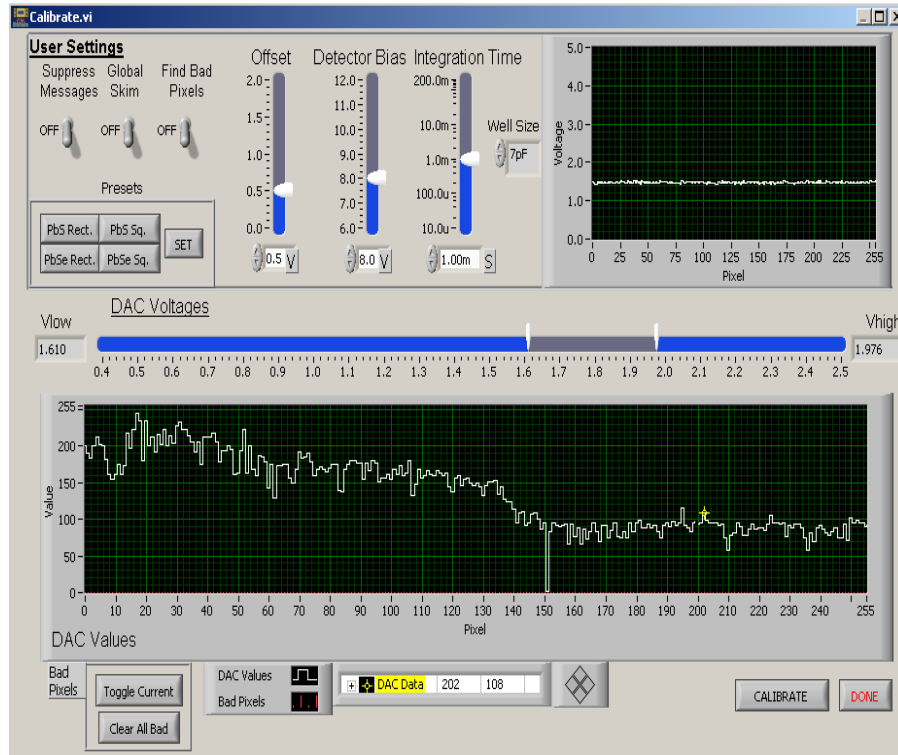 Calibrate.vi
User Settings
Suppress Messages
Global Skim
Find Bad Pixels
OFF
OFF
OFF
Presets
PbS Rect.
PbS Sq.
PbSe Rect.
PbSe Sq.
SET
Offset
2.0
1.5
1.0
0.5
0.0
0.5 V
Detector Bias
12.0
11.0
10.0
9.0
8.0
7.0
6.0
8.0 V
Integration Time
200.0m
10.0m
1.0m
100.0u
10.0u
1.00m S
Well Size
7pF
Voltage
5.0
4.0
3.0
2.0
1.0
0.0
0 25 50 75 100 125 150 175 200 225 255
Pixel
DAC Voltages
Vlow
1.610
0.4 0.5 0.6 0.7 0.8 0.9 1.0 1.1 1.2 1.3 1.4 1.5 1.6 1.7 1.8 1.9 2.0 2.1 2.2 2.3 2.4 2.5
Vhigh
1.976
Value
255
200
150
100
50
0
0 10 20 30 40 50 60 70 80 90 100 110 120 130 140 150 160 170 180 190 200 210 220 230 240 255
Pixel
DAC Values
Bad Pixels
Toggle Current
Clear All Bad
DAC Values
Bad Pixels
DAC Data 202 108
CALIBRATE
DONE